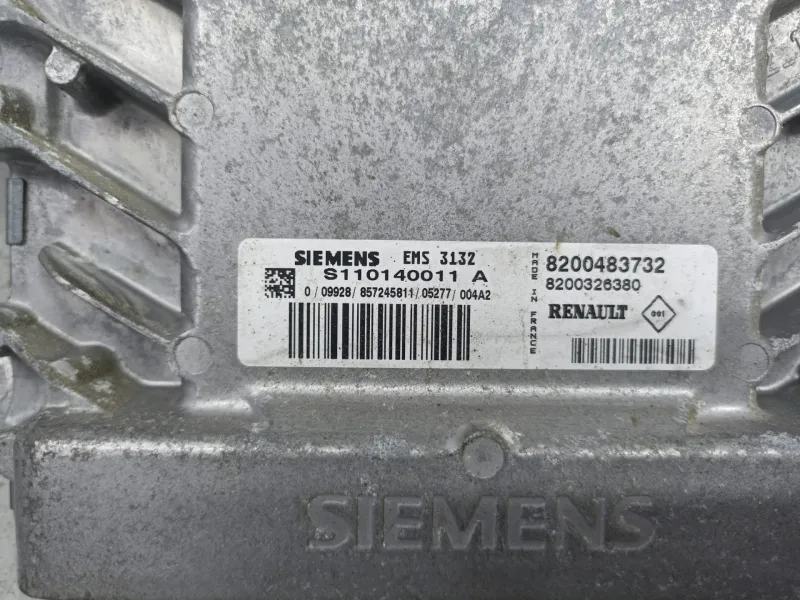 SIEMENS EMS 3132
S110140011 A
0 / 09928/ 857245811/ 05277/ 004A2
MADE IN FRANCE
8200483732
8200326380
RENAULT 001
SIEMENS